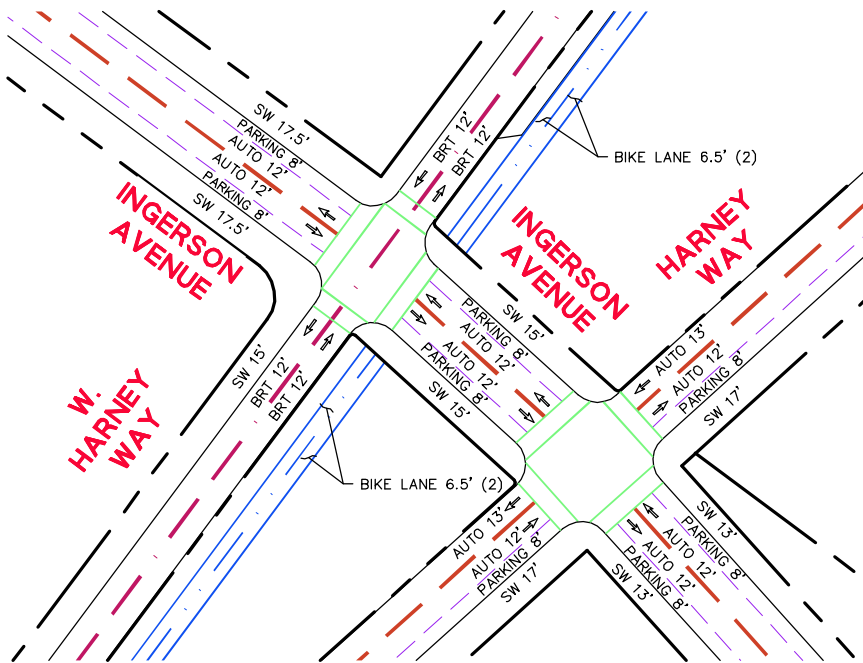 SW 17.5'
PARKING 8'
AUTO 12'
AUTO 12'
PARKING 8'
SW 17.5'
BRT 12'
BRT 12'
BIKE LANE 6.5' (2)
INGERSON
AVENUE
INGERSON
AVENUE
HARNEY
WAY
SW 15'
PARKING 8'
AUTO 12'
AUTO 12'
PARKING 8'
SW 15'
AUTO 13'
AUTO 12'
PARKING 8'
SW 17'
SW 15'
BRT 12'
BRT 12'
W.
HARNEY
WAY
BIKE LANE 6.5' (2)
AUTO 13'
AUTO 12'
PARKING 8'
SW 17'
SW 13'
PARKING 8'
AUTO 12'
AUTO 12'
PARKING 8'
SW 13'